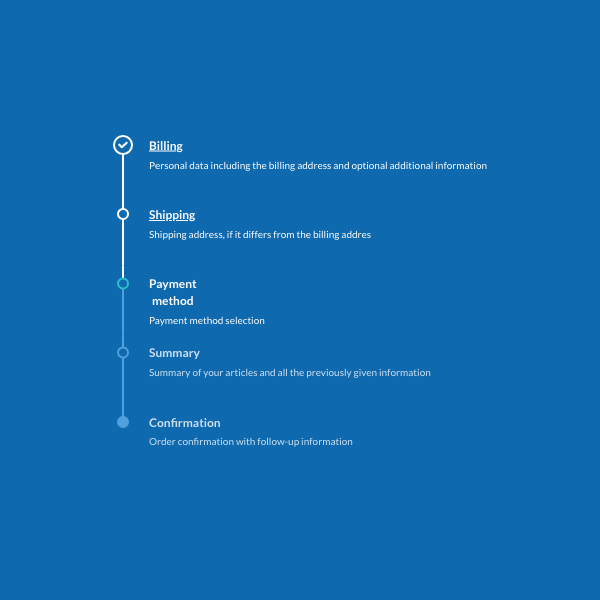 Billing
Personal data including the billing address and optional additional information
Shipping
Shipping address, if it differs from the billing addres
Payment
method
Payment method selection
Summary
Summary of your articles and all the previously given information
Confirmation
Order confirmation with follow-up information